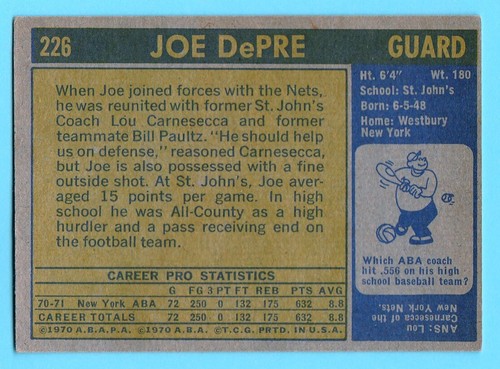 226 JOE DePRE GUARD
When Joe joined forces with the Nets,
he was reunited with former St. John's
Coach Lou Carnesecca and former
teammate Bill Paultz. "He should help
us on defense," reasoned Carnesecca,
but Joe is also possessed with a fine
outside shot. At St. John's, Joe aver-
aged 15 points per game. In high
school he was All-County as a high
hurdler and a pass receiving end on
the football team.
CAREER PRO STATISTICS
G FG 3PT FT REB PTS AVG
70-71 New York ABA 72 250 0 132 175 632 8.8
CAREER TOTALS 72 250 0 132 175 632 8.8
©1970 A.B.A.P.A. ©1970 A.B.A. ©T.C.G. PRTD. IN U.S.A.
Ht. 6'4" Wt. 180
School: St. John's
Born: 6-5-48
Home: Westbury
New York
Which ABA coach
hit .556 on his high
school baseball team?
ANS: Lou
Carnesecca of the
New York Nets.